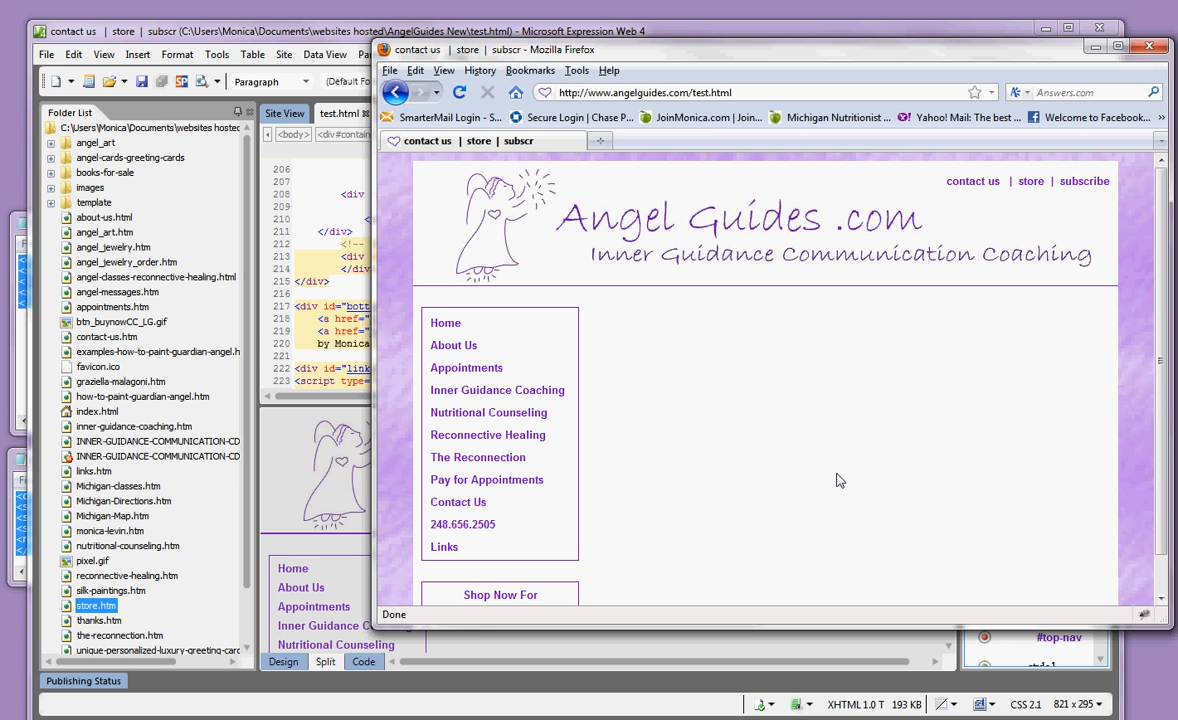 contact us | store | subscr (C:\Users\Monica\Documents\websites hosted\AngelGuides New\test.html) - Microsoft Expression Web 4
File Edit View Insert Format Tools Table Site Data View
Paragraph
Folder List
C:\Users\Monica\Documents\websites hosted
angel_art
angel-cards-greeting-cards
books-for-sale
images
template
about-us.html
angel_art.htm
angel_jewelry.htm
angel_jewelry_order.htm
angel-classes-reconnective-healing.html
angel-messages.htm
appointments.htm
btn_buynowCC_LG.gif
contact-us.htm
examples-how-to-paint-guardian-angel.h
favicon.ico
graziella-malagoni.htm
how-to-paint-guardian-angel.htm
index.html
inner-guidance-coaching.htm
INNER-GUIDANCE-COMMUNICATION-CD
INNER-GUIDANCE-COMMUNICATION-CD
links.htm
Michigan-classes.htm
Michigan-Directions.htm
Michigan-Map.htm
monica-levin.htm
nutritional-counseling.htm
pixel.gif
reconnective-healing.htm
silk-paintings.htm
store.htm
thanks.htm
the-reconnection.htm
unique-personalized-luxury-greeting-card
Site View test.html
<body> <div#contain
206
207
208 <div
209
210 <
211 </div>
212 <!--
213 <div
214 </div>
215 </div>
216
217 <div id="bott
218 <a href="
219 <a href="
220 by Monica
221
222 <div id="link
223 <script type=
Home
About Us
Appointments
Inner Guidance C
Nutritional Counseling
Design Split Code
#top-nav
style1
Publishing Status
XHTML 1.0 T 193 KB CSS 2.1 821 x 295
contact us | store | subscr - Mozilla Firefox
File Edit View History Bookmarks Tools Help
http://www.angelguides.com/test.html
Answers.com
SmarterMail Login - S... Secure Login | Chase P... JoinMonica.com | Join... Michigan Nutritionist ... Yahoo! Mail: The best ... Welcome to Facebook... »
contact us | store | subscr
contact us | store | subscribe
Angel Guides .com
Inner Guidance Communication Coaching
Home
About Us
Appointments
Inner Guidance Coaching
Nutritional Counseling
Reconnective Healing
The Reconnection
Pay for Appointments
Contact Us
248.656.2505
Links
Shop Now For
Done